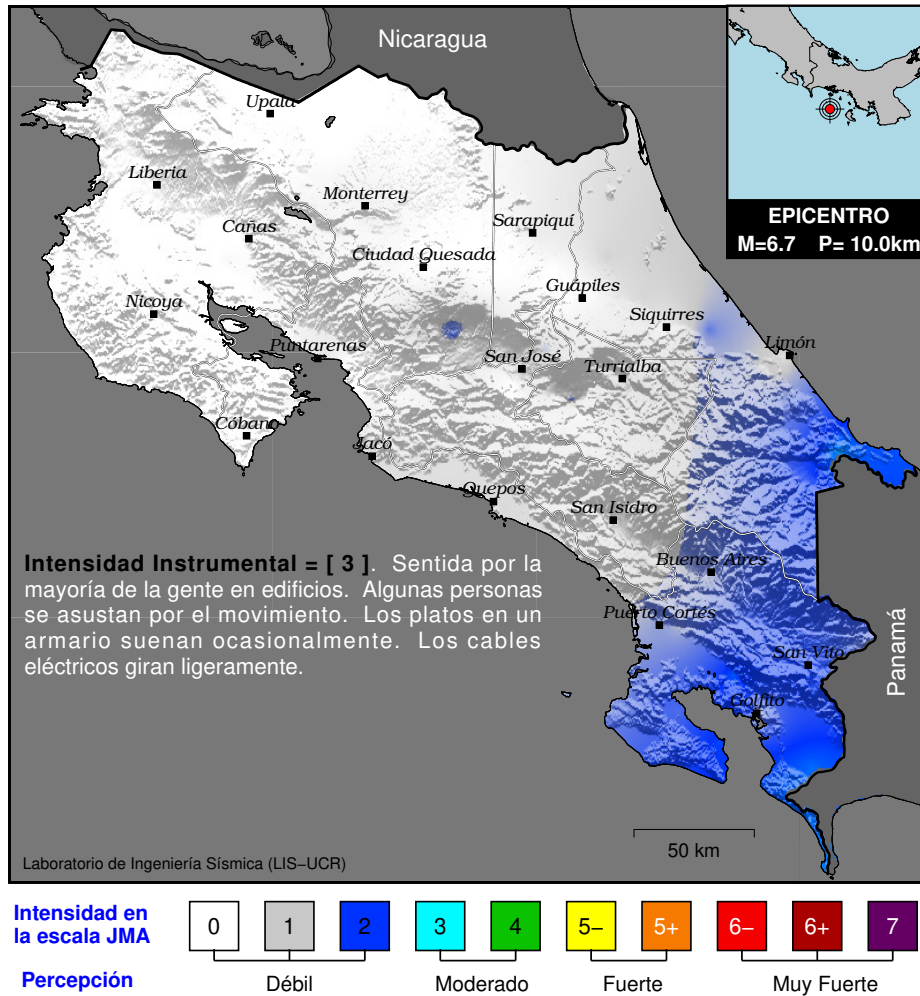 Nicaragua
Upala
Liberia
Monterrey
Cañas
Sarapiquí
Ciudad Quesada
EPICENTRO
M=6.7 P= 10.0km
Guápiles
Nicoya
Siquirres
Puntarenas
San José
Limón
Turrialba
Cóbano
Jacó
Quepos
San Isidro
Intensidad Instrumental = [ 3 ]. Sentida por la
mayoría de la gente en edificios. Algunas personas
se asustan por el movimiento. Los platos en un
armario suenan ocasionalmente. Los cables
eléctricos giran ligeramente.
Buenos Aires
Puerto Cortés
San Vito
Panamá
Golfito
50 km
Laboratorio de Ingeniería Sísmica (LIS–UCR)
Intensidad en
la escala JMA
0 1 2 3 4 5– 5+ 6– 6+ 7
Percepción
Débil Moderado Fuerte Muy Fuerte